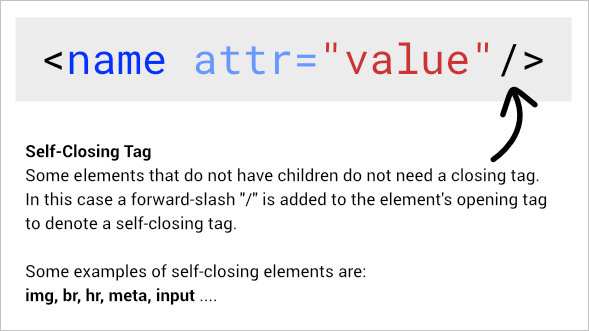 <name attr="value"/>
Self-Closing Tag
Some elements that do not have children do not need a closing tag.
In this case a forward-slash "/" is added to the element's opening tag
to denote a self-closing tag.
Some examples of self-closing elements are:
img, br, hr, meta, input ....